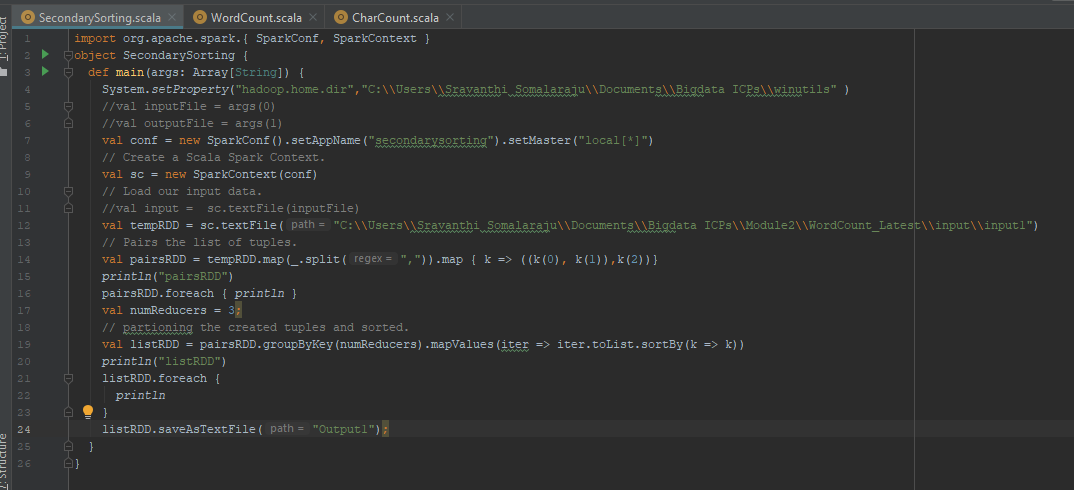 SecondarySorting.scala WordCount.scala CharCount.scala
1: Project
1 import org.apache.spark.{ SparkConf, SparkContext }
2 object SecondarySorting {
3 def main(args: Array[String]) {
4 System.setProperty("hadoop.home.dir","C:\\Users\\Sravanthi Somalaraju\\Documents\\Bigdata ICPs\\winutils" )
5 //val inputFile = args(0)
6 //val outputFile = args(1)
7 val conf = new SparkConf().setAppName("secondarysorting").setMaster("local[*]")
8 // Create a Scala Spark Context.
9 val sc = new SparkContext(conf)
10 // Load our input data.
11 //val input =  sc.textFile(inputFile)
12 val tempRDD = sc.textFile( path = "C:\\Users\\Sravanthi Somalaraju\\Documents\\Bigdata ICPs\\Module2\\WordCount_Latest\\input\\input1")
13 // Pairs the list of tuples.
14 val pairsRDD = tempRDD.map(_.split( regex = ",")).map { k => ((k(0), k(1)),k(2))}
15 println("pairsRDD")
16 pairsRDD.foreach { println }
17 val numReducers = 3;
18 // partioning the created tuples and sorted.
19 val listRDD = pairsRDD.groupByKey(numReducers).mapValues(iter => iter.toList.sortBy(k => k))
20 println("listRDD")
21 listRDD.foreach {
22 println
23 }
24 listRDD.saveAsTextFile( path = "Output1");
25 }
26 }
7: Structure